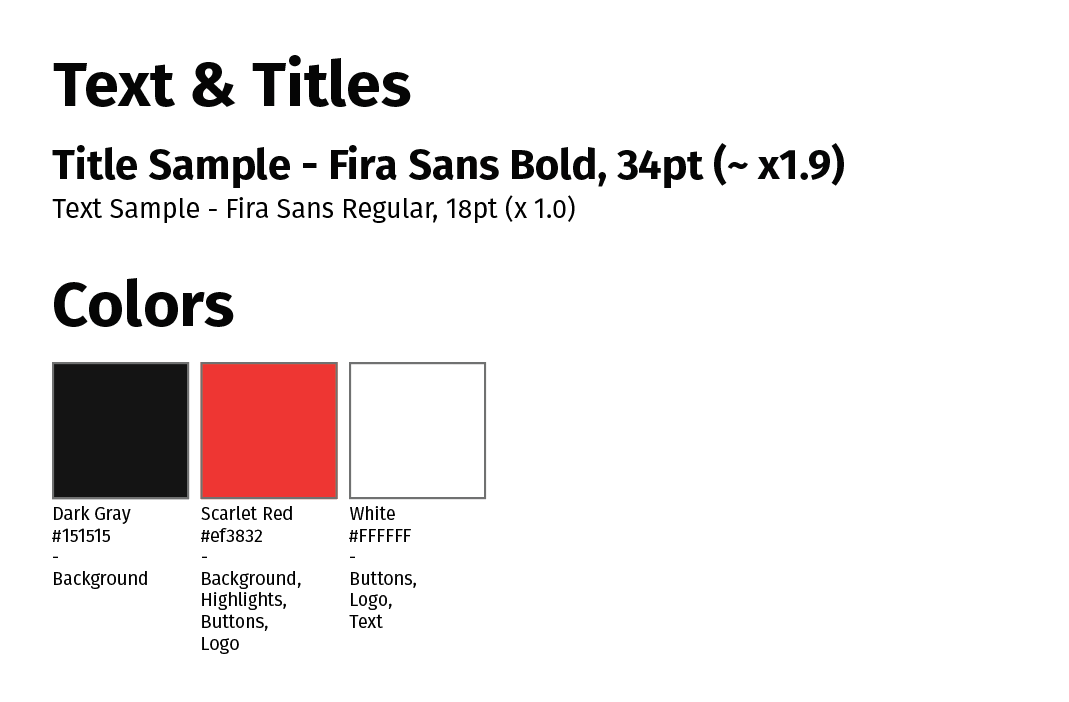 Text & Titles
Title Sample - Fira Sans Bold, 34pt (~ x1.9)
Text Sample - Fira Sans Regular, 18pt (x 1.0)
Colors
Dark Gray
#151515
-
Background
Scarlet Red
#ef3832
-
Background,
Highlights,
Buttons,
Logo
White
#FFFFFF
-
Buttons,
Logo,
Text